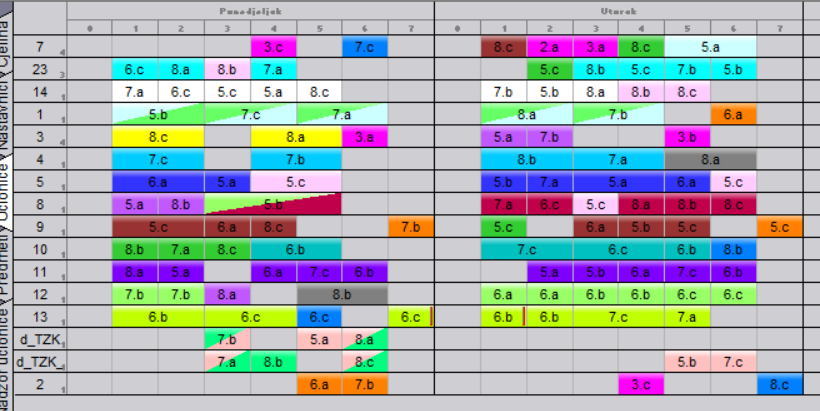 Ponedjeljak Utorak
0 1 2 3 4 5 6 7 0 1 2 3 4 5 6 7
7 4 3.c 7.c 8.c 2.a 3.a 8.c 5.a
23 3 6.c 8.a 8.b 7.a 5.c 8.b 5.c 7.b 5.b
14 1 7.a 6.c 5.c 5.a 8.c 7.b 5.b 8.a 8.b 8.c
1 1 5.b 7.c 7.a 8.a 7.b 6.a
3 4 8.c 8.a 3.a 5.a 7.b 3.b
4 1 7.c 7.b 8.b 7.a 8.a
5 1 6.a 5.a 5.c 5.b 7.a 5.a 6.a 5.c
8 1 5.a 8.b 5.b 7.a 6.c 5.c 8.a 8.b 8.c
9 1 5.c 6.a 8.c 7.b 5.c 6.a 5.b 5.c 5.c
10 1 8.b 7.a 8.c 6.b 7.c 6.c 6.b 8.b
11 1 8.a 5.a 6.a 7.c 6.b 5.a 5.b 6.a 7.c 6.b
12 1 7.b 7.b 8.a 8.b 6.a 6.a 6.b 6.b 6.c 6.c
13 1 6.b 6.c 6.c 6.c 6.b 6.b 7.c 7.a
d_TZK 1 7.b 5.a 8.a
d_TZK_ 1 7.a 8.b 8.c 5.b 7.c
2 1 6.a 7.b 3.c 8.c
Cjelina
Nastavnici
Učionice
Predmeti
Nadzor učionice